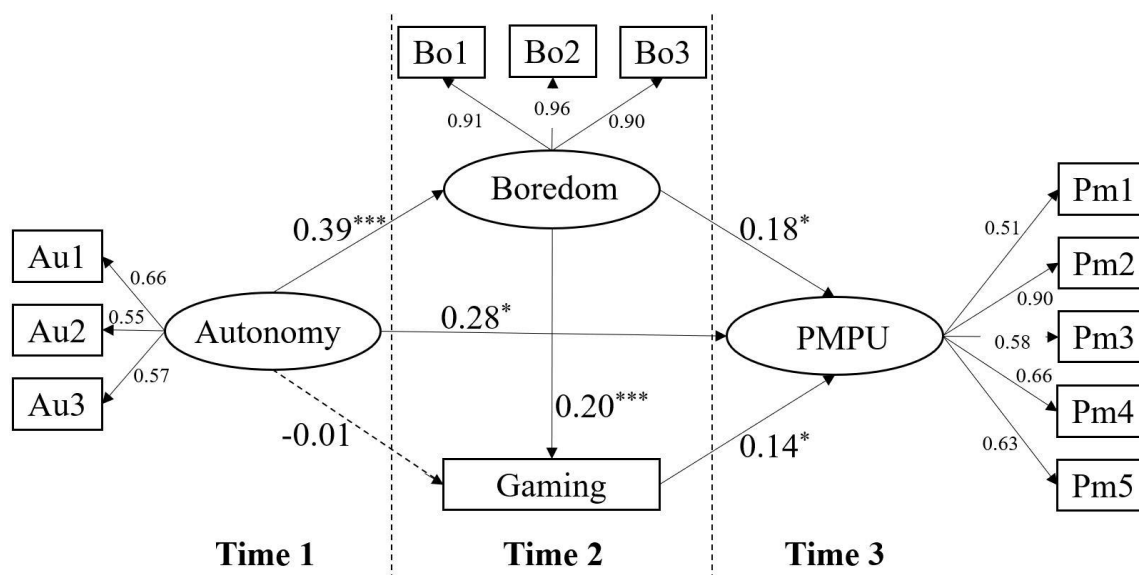 Bo1 Bo2 Bo3
0.91 0.96 0.90
Boredom
0.39***
0.18*
Au1
Au2
Au3
0.66
0.55
0.57
Autonomy
0.28*
-0.01
0.20***
0.14*
Gaming
PMPU
0.51
0.90
0.58
0.66
0.63
Pm1
Pm2
Pm3
Pm4
Pm5
Time 1 Time 2 Time 3